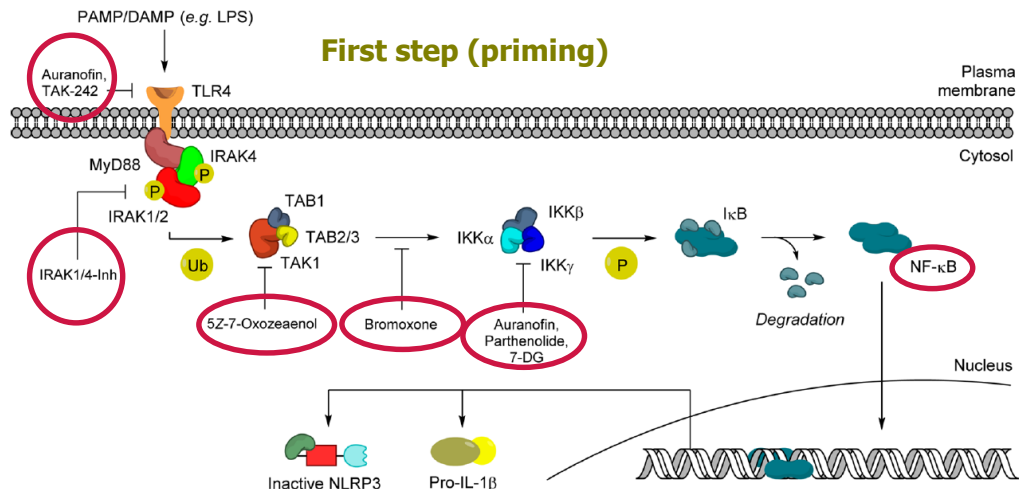 PAMP/DAMP (e.g. LPS)
First step (priming)
Auranofin,
TAK-242
TLR4
Plasma
membrane
MyD88
IRAK4
Cytosol
P
P
IRAK1/2
TAB1
TAB2/3
TAK1
IKKβ
IKKα
IKKγ
IκB
Ub
P
NF-κB
IRAK1/4-Inh
5Z-7-Oxozeaenol
Bromoxone
Auranofin,
Parthenolide,
7-DG
Degradation
Nucleus
Inactive NLRP3
Pro-IL-1β